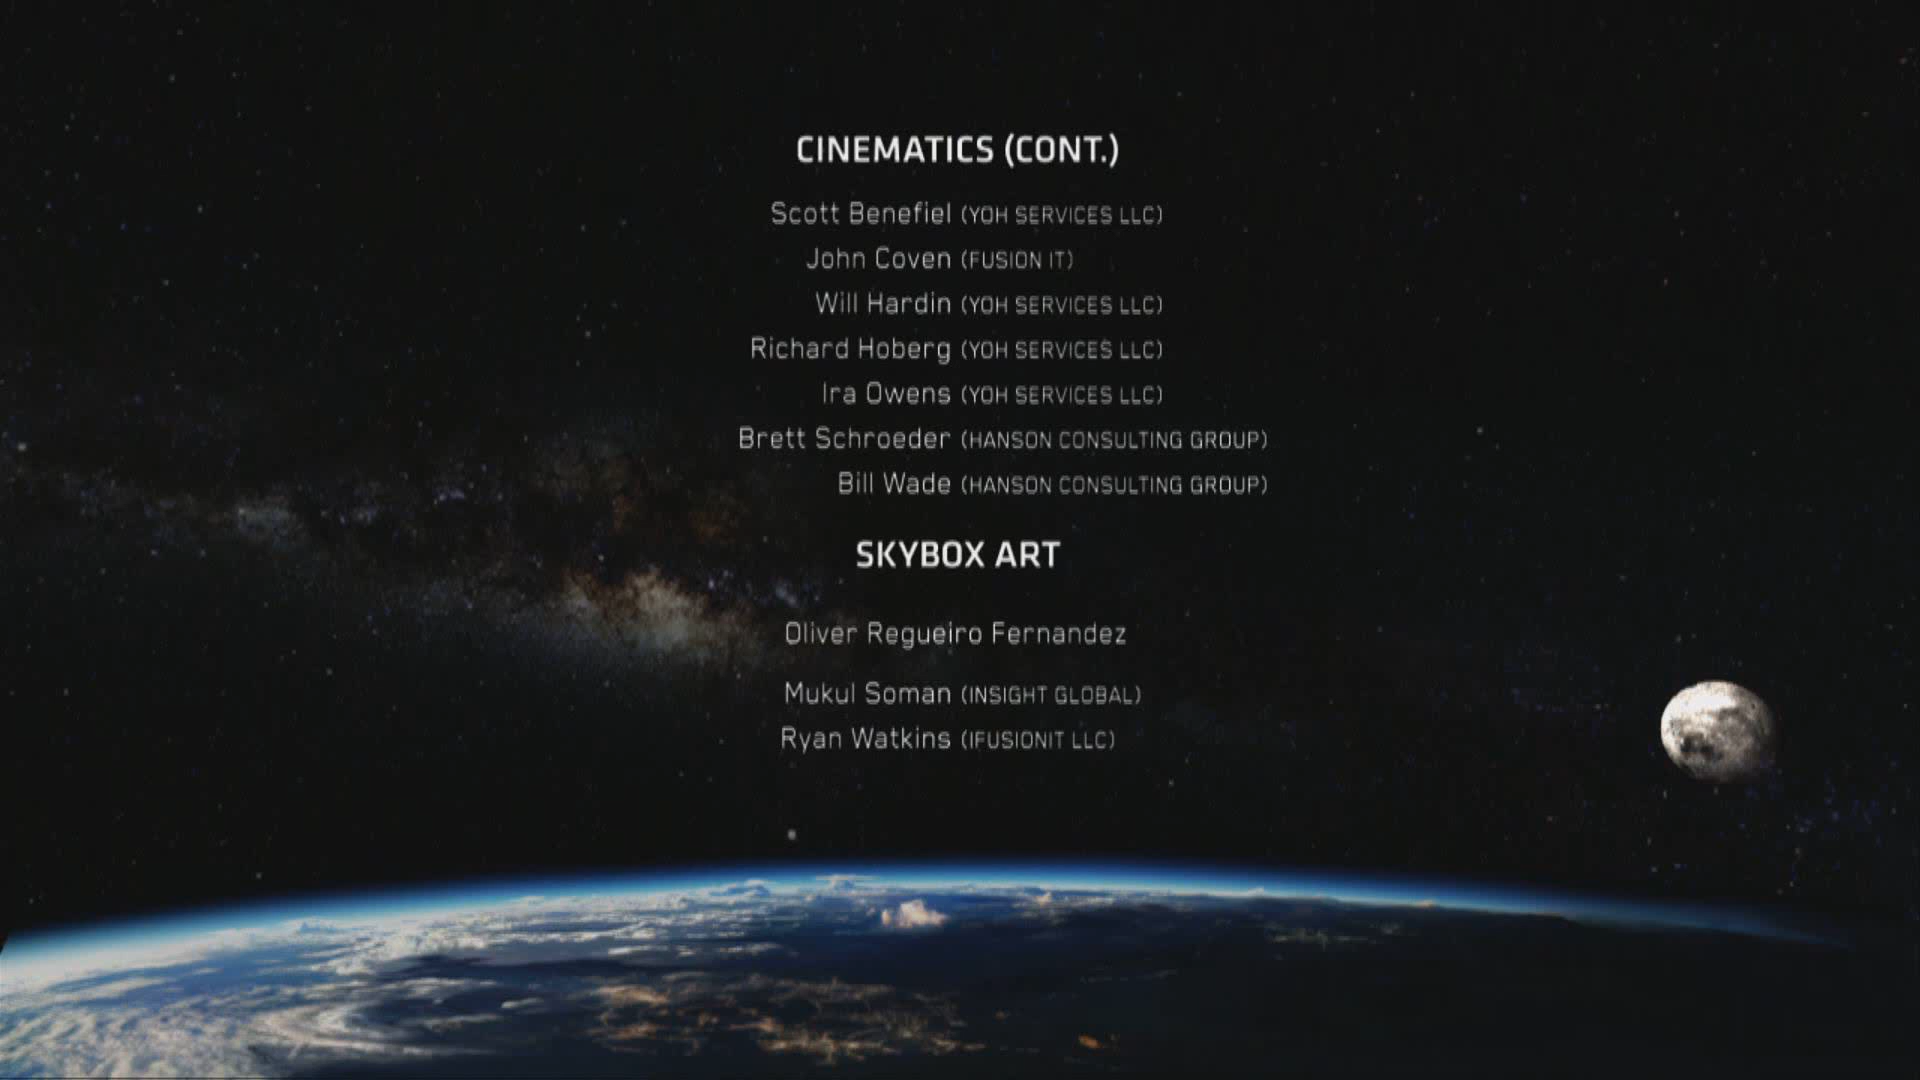 CINEMATICS (CONT.)
Scott Benefiel (YOH SERVICES LLC)
John Coven (FUSION IT)
Will Hardin (YOH SERVICES LLC)
Richard Hoberg (YOH SERVICES LLC)
Ira Owens (YOH SERVICES LLC)
Brett Schroeder (HANSON CONSULTING GROUP)
Bill Wade (HANSON CONSULTING GROUP)
SKYBOX ART
Oliver Regueiro Fernandez
Mukul Soman (INSIGHT GLOBAL)
Ryan Watkins (IFUSIONIT LLC)